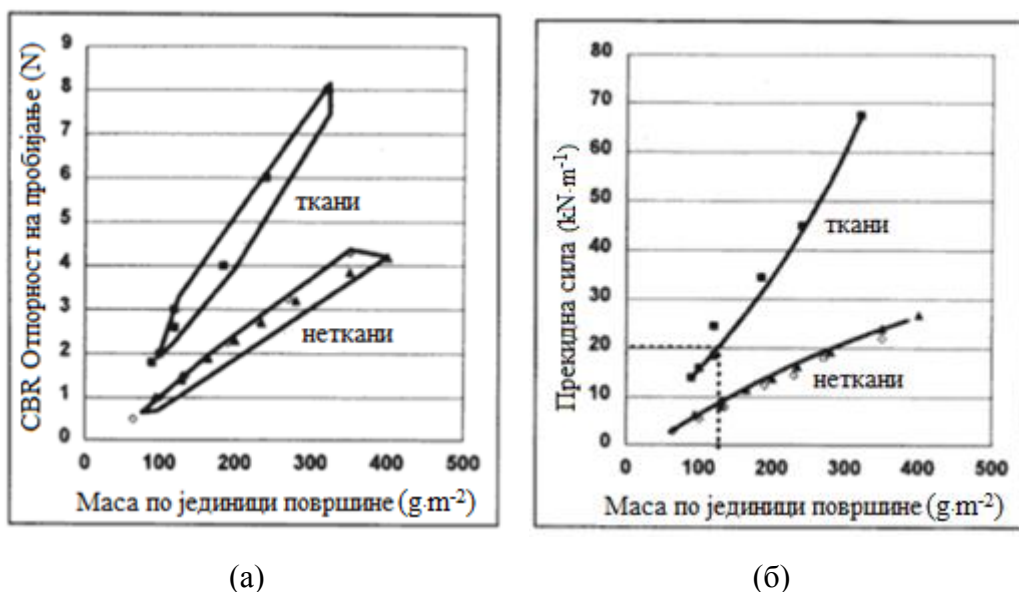 9
8
7
6
5
4
3
2
1
0
0 100 200 300 400 500
CBR Отпорност на пробијање (N)
ткани
неткани
Маса по јединици површине (g·m-2)
80
70
60
50
40
30
20
10
0
0 100 200 300 400 500
Прекидна сила (kN·m-1)
ткани
неткани
Маса по јединици површине (g·m-2)
(а) (б)